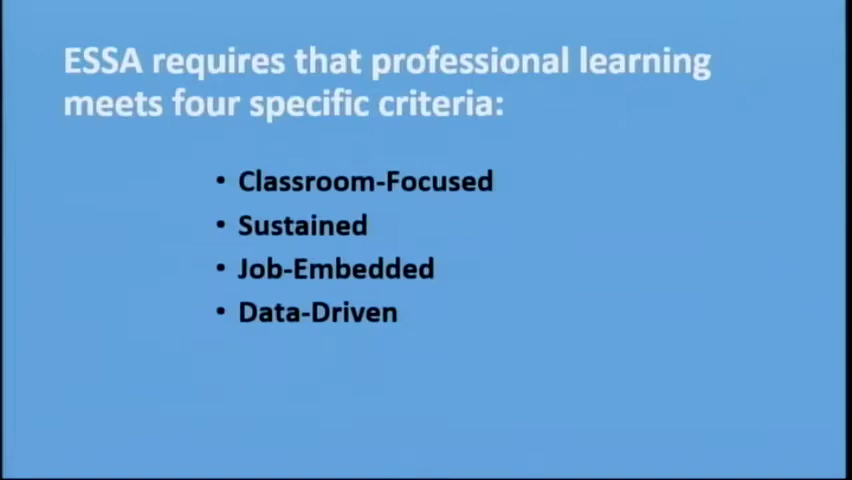 ESSA requires that professional learning
meets four specific criteria:
• Classroom-Focused
• Sustained
• Job-Embedded
• Data-Driven